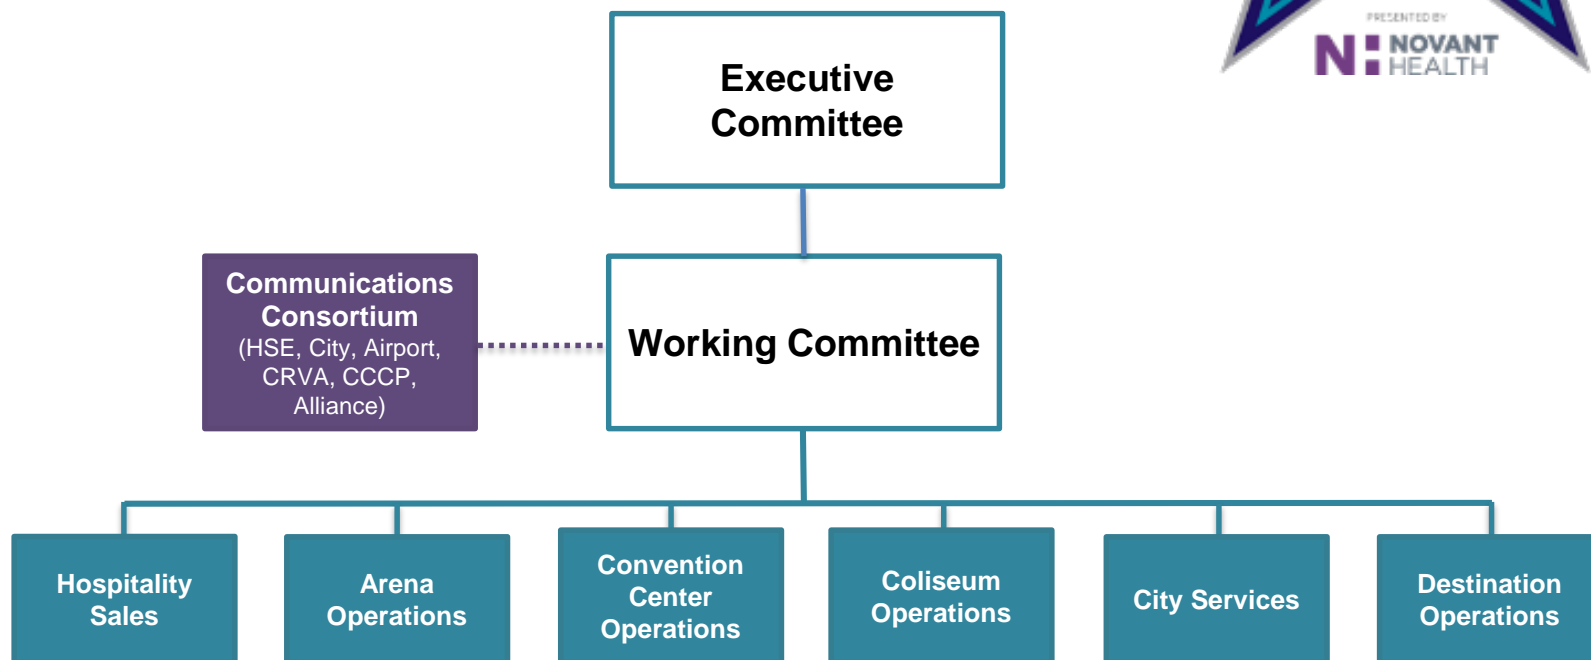 PRESENTED BY
NOVANT
HEALTH
Executive
Committee
Communications
Consortium
(HSE, City, Airport,
CRVA, CCCP,
Alliance)
Working Committee
Hospitality
Sales
Arena
Operations
Convention
Center
Operations
Coliseum
Operations
City Services
Destination
Operations